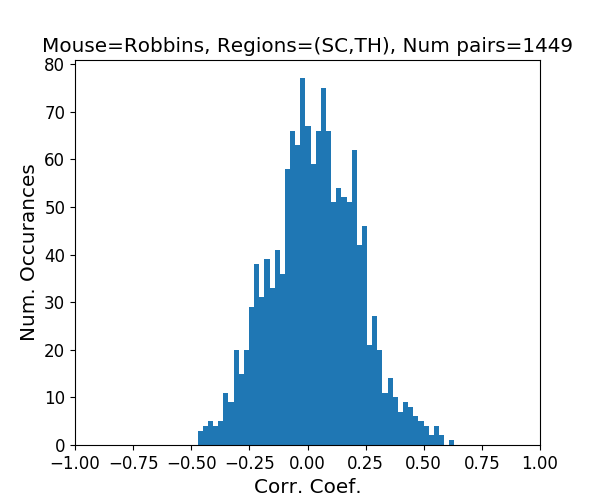 Mouse=Robbins, Regions=(SC,TH), Num pairs=1449
80
70
60
50
40
30
20
10
0
Num. Occurances
−1.00 −0.75 −0.50 −0.25 0.00 0.25 0.50 0.75 1.00
Corr. Coef.